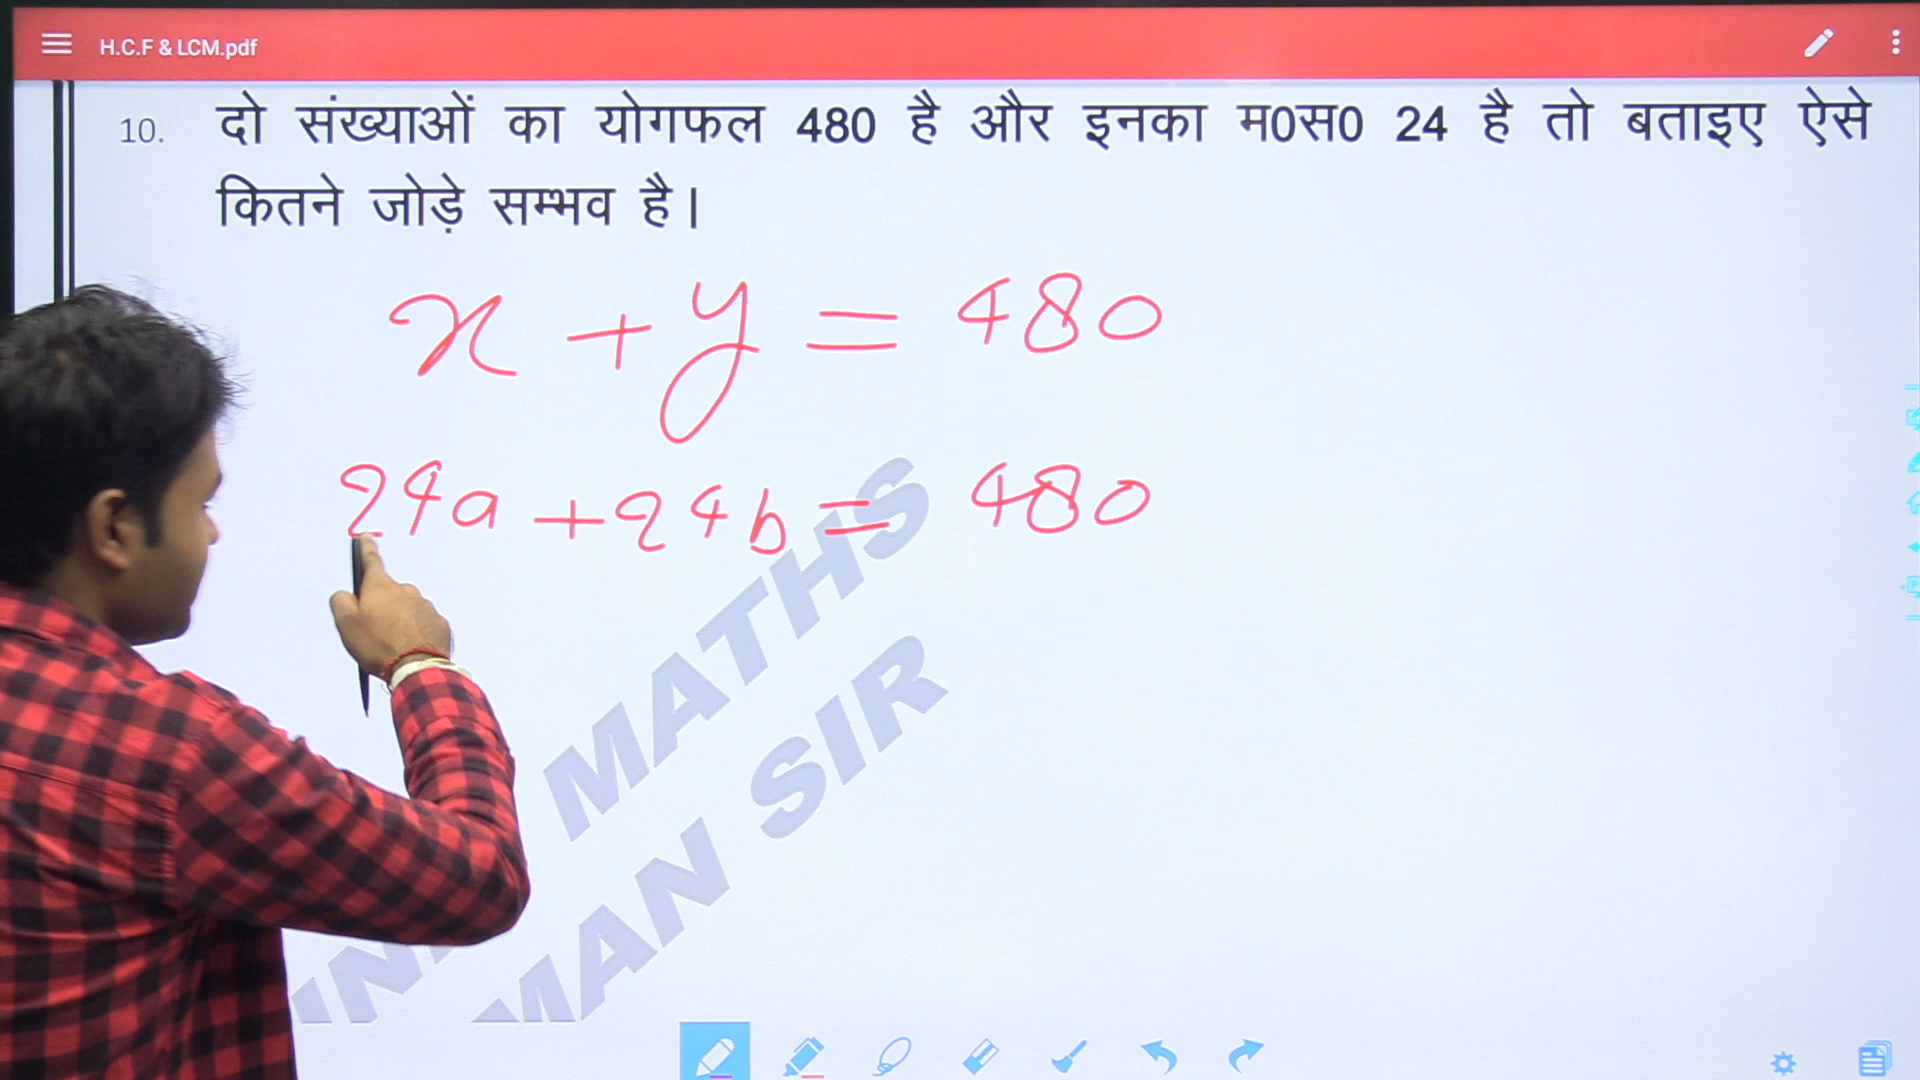 H.C.F & LCM.pdf
10. दो संख्याओं का योगफल 480 है और इनका म0स0 24 है तो बताइए ऐसे
कितने जोड़े सम्भव है।
x + y = 480
24a + 24b = 480
MATHS
MAN SIR